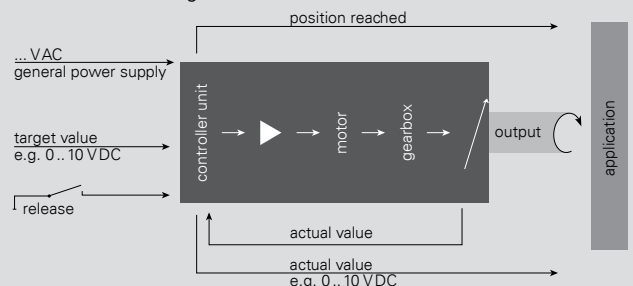 position reached
... VAC
general power supply
target value
e.g. 0 .. 10 VDC
release
controller unit
motor
gearbox
output
application
actual value
actual value
e.g. 0 .. 10 VDC